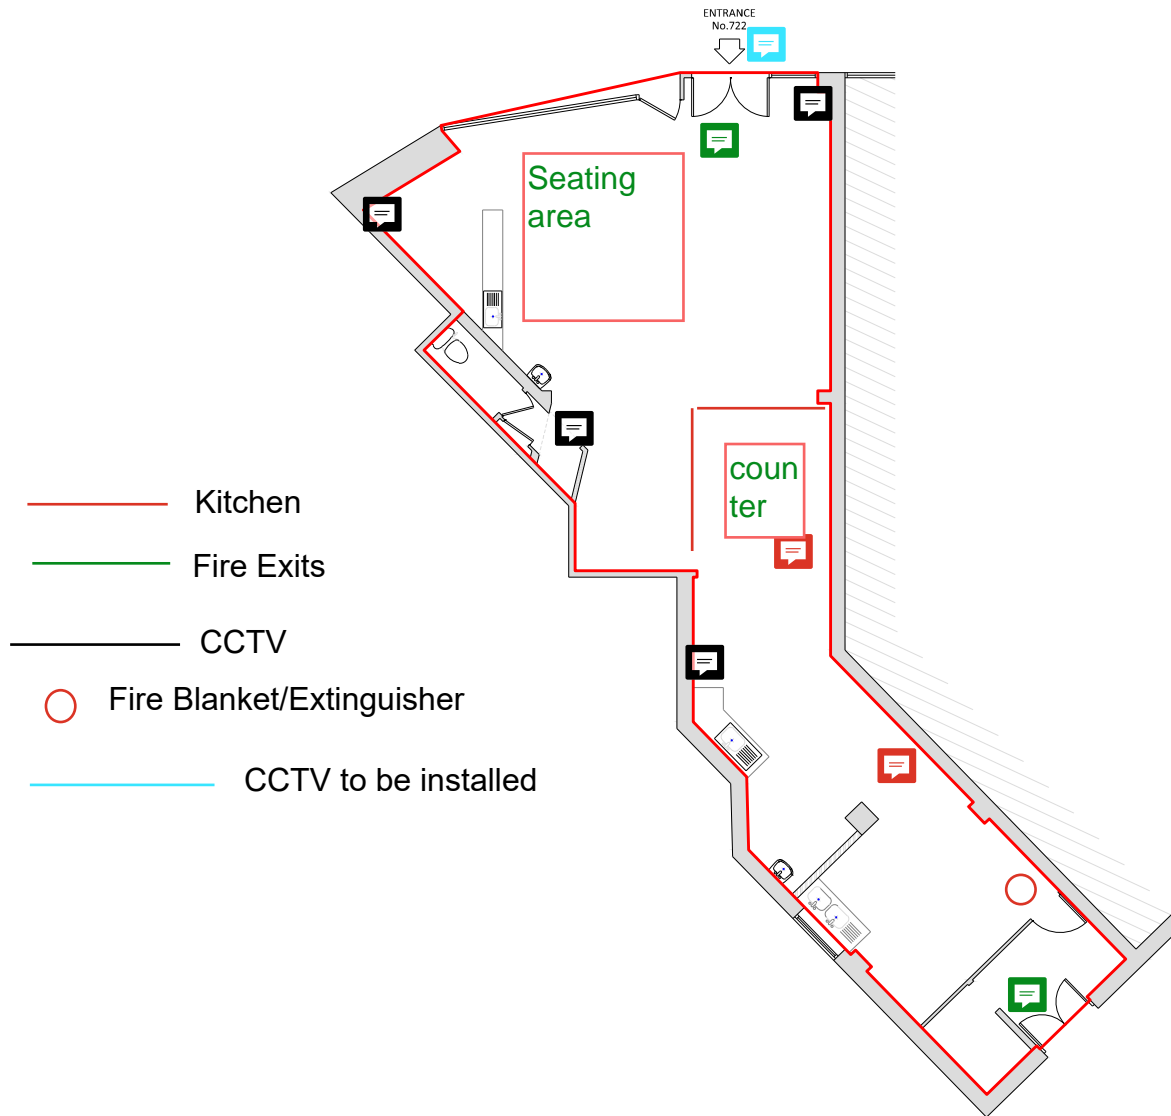 ENTRANCE
No.722
Seating
area
coun
ter
Kitchen
Fire Exits
CCTV
Fire Blanket/Extinguisher
CCTV to be installed